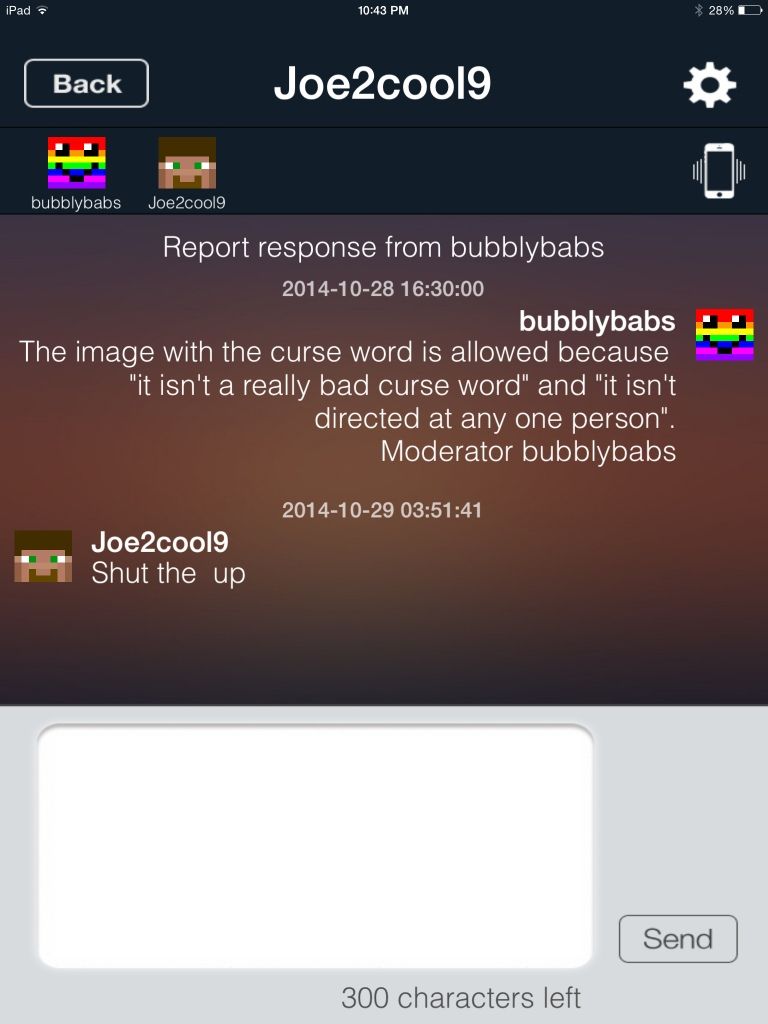 iPad 10:43 PM 28%
Back Joe2cool9
bubblybabs Joe2cool9
Report response from bubblybabs
2014-10-28 16:30:00
bubblybabs
The image with the curse word is allowed because
"it isn't a really bad curse word" and "it isn't
directed at any one person".
Moderator bubblybabs
2014-10-29 03:51:41
Joe2cool9
Shut the  up
Send
300 characters left